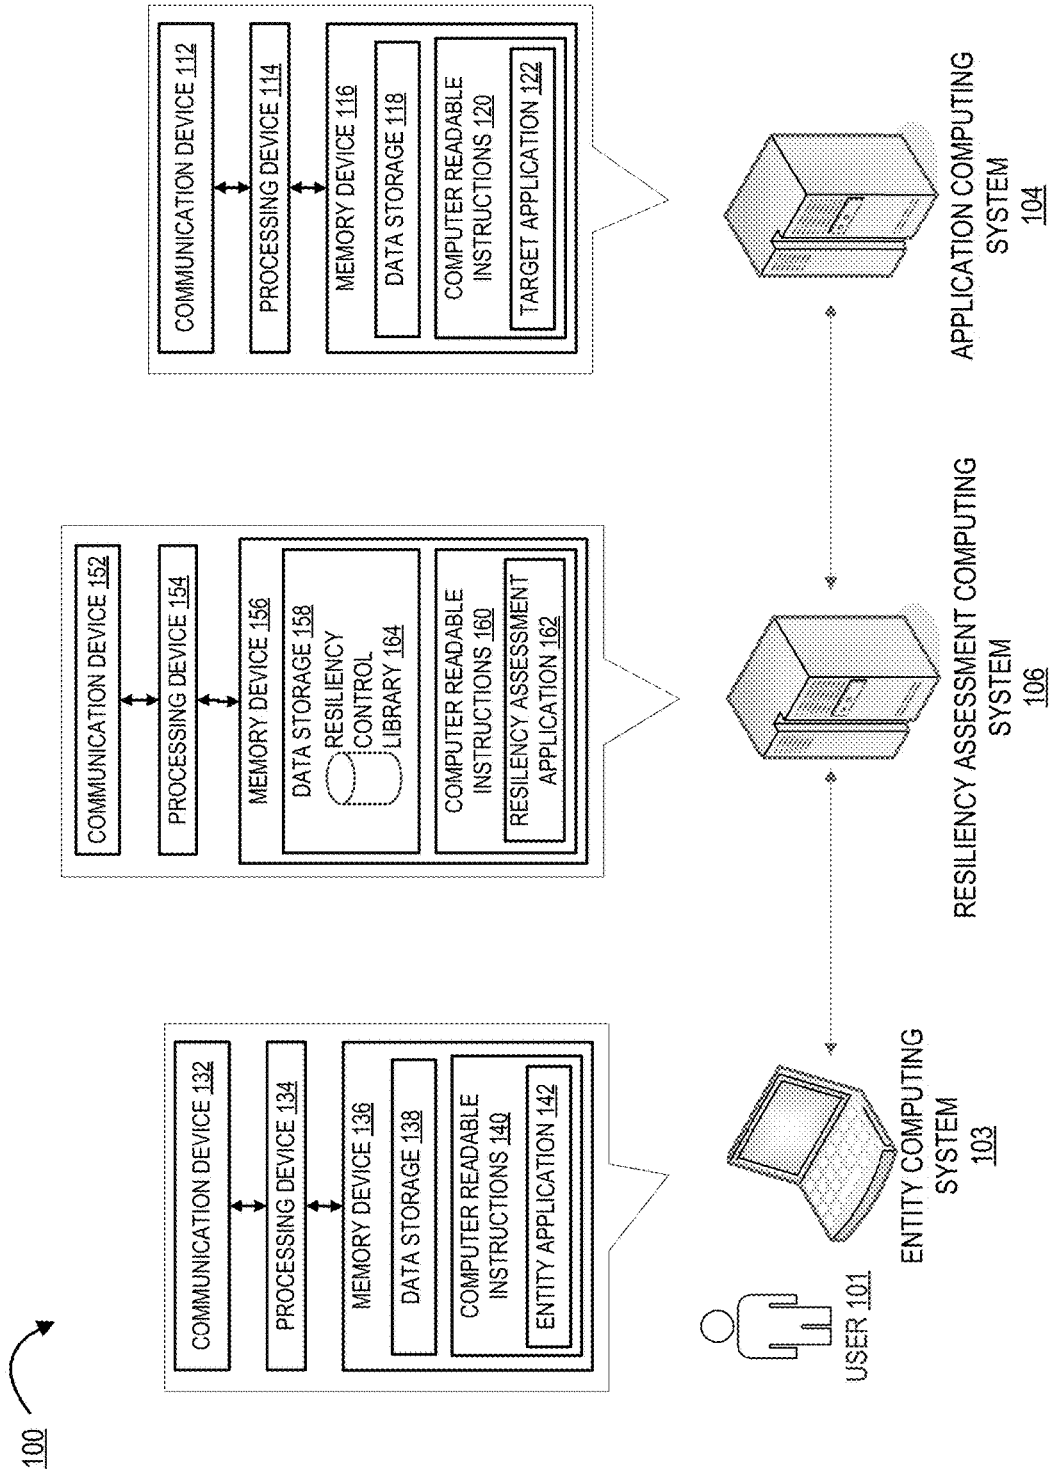 100
COMMUNICATION DEVICE 132
PROCESSING DEVICE 134
MEMORY DEVICE 136
DATA STORAGE 138
COMPUTER READABLE
INSTRUCTIONS 140
ENTITY APPLICATION 142
USER 101
ENTITY COMPUTING
SYSTEM
103
COMMUNICATION DEVICE 152
PROCESSING DEVICE 154
MEMORY DEVICE 156
DATA STORAGE 158
RESILIENCY
CONTROL
LIBRARY 164
COMPUTER READABLE
INSTRUCTIONS 160
RESILIENCY ASSESSMENT
APPLICATION 162
RESILIENCY ASSESSMENT COMPUTING
SYSTEM
106
COMMUNICATION DEVICE 112
PROCESSING DEVICE 114
MEMORY DEVICE 116
DATA STORAGE 118
COMPUTER READABLE
INSTRUCTIONS 120
TARGET APPLICATION 122
APPLICATION COMPUTING
SYSTEM
104